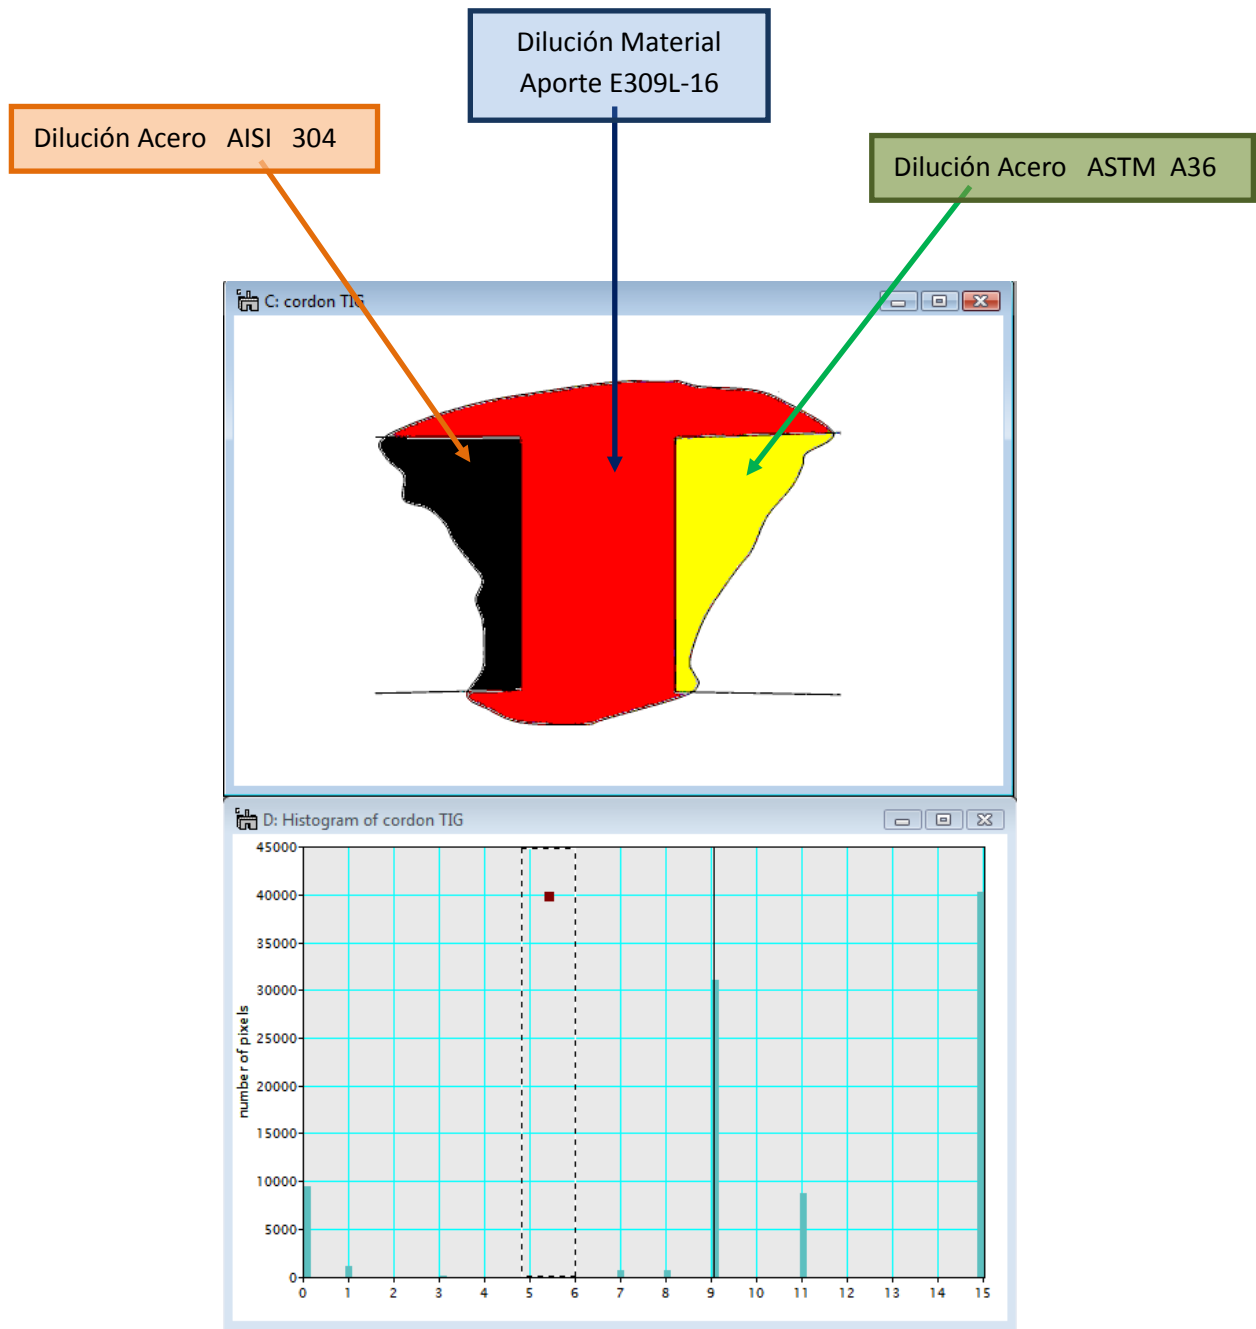 Dilución Material
Aporte E309L-16
Dilución Acero AISI 304
Dilución Acero ASTM A36
C: cordon TIG
D: Histogram of cordon TIG
45000
40000
35000
30000
25000
20000
15000
10000
5000
0
number of pixels
0 1 2 3 4 5 6 7 8 9 10 11 12 13 14 15